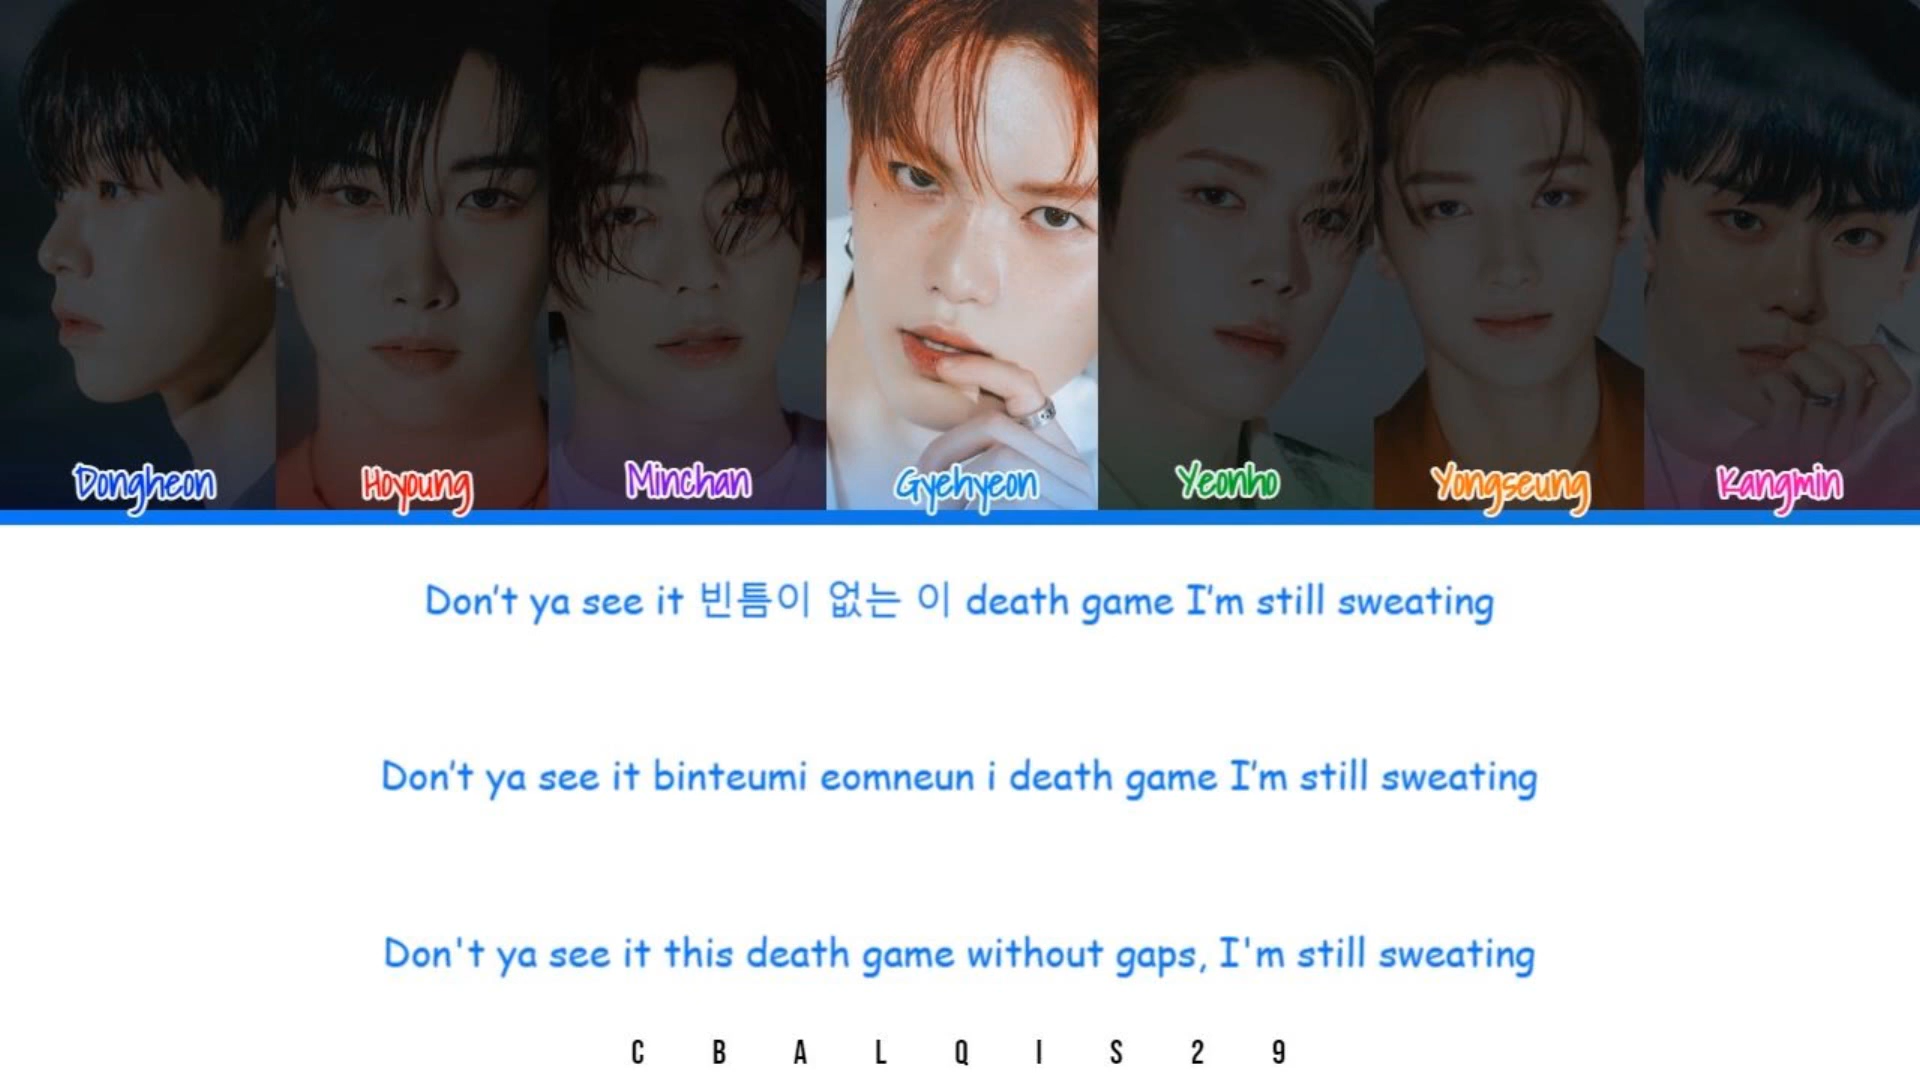 Dongheon Hoyoung Minchan Gyehyeon Yeonho Yongseung Kangmin
Don’t ya see it 빈틈이 없는 이 death game I’m still sweating
Don’t ya see it binteumi eomneun i death game I’m still sweating
Don't ya see it this death game without gaps, I'm still sweating
CBALQIS29